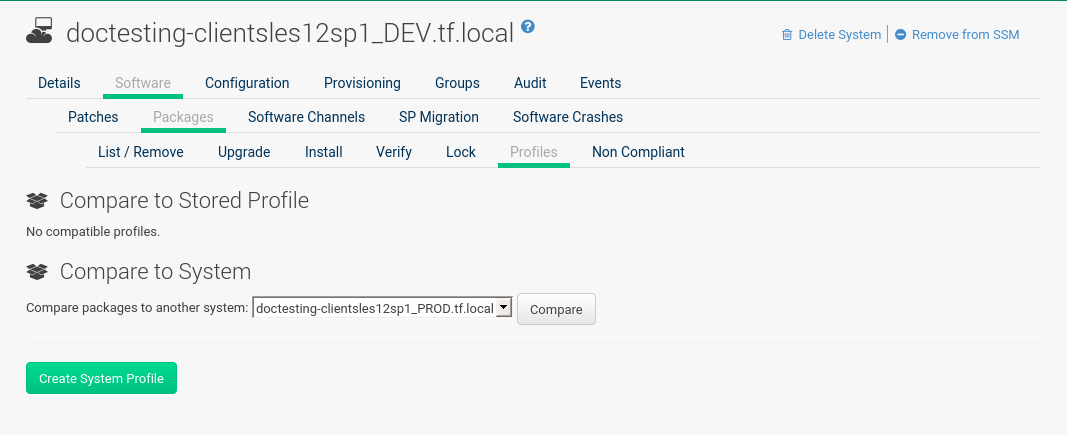 doctesting-clientsles12sp1_DEV.tf.local ?
Delete System | Remove from SSM
Details Software Configuration Provisioning Groups Audit Events
Patches Packages Software Channels SP Migration Software Crashes
List / Remove Upgrade Install Verify Lock Profiles Non Compliant
Compare to Stored Profile
No compatible profiles.
Compare to System
Compare packages to another system: doctesting-clientsles12sp1_PROD.tf.local Compare
Create System Profile